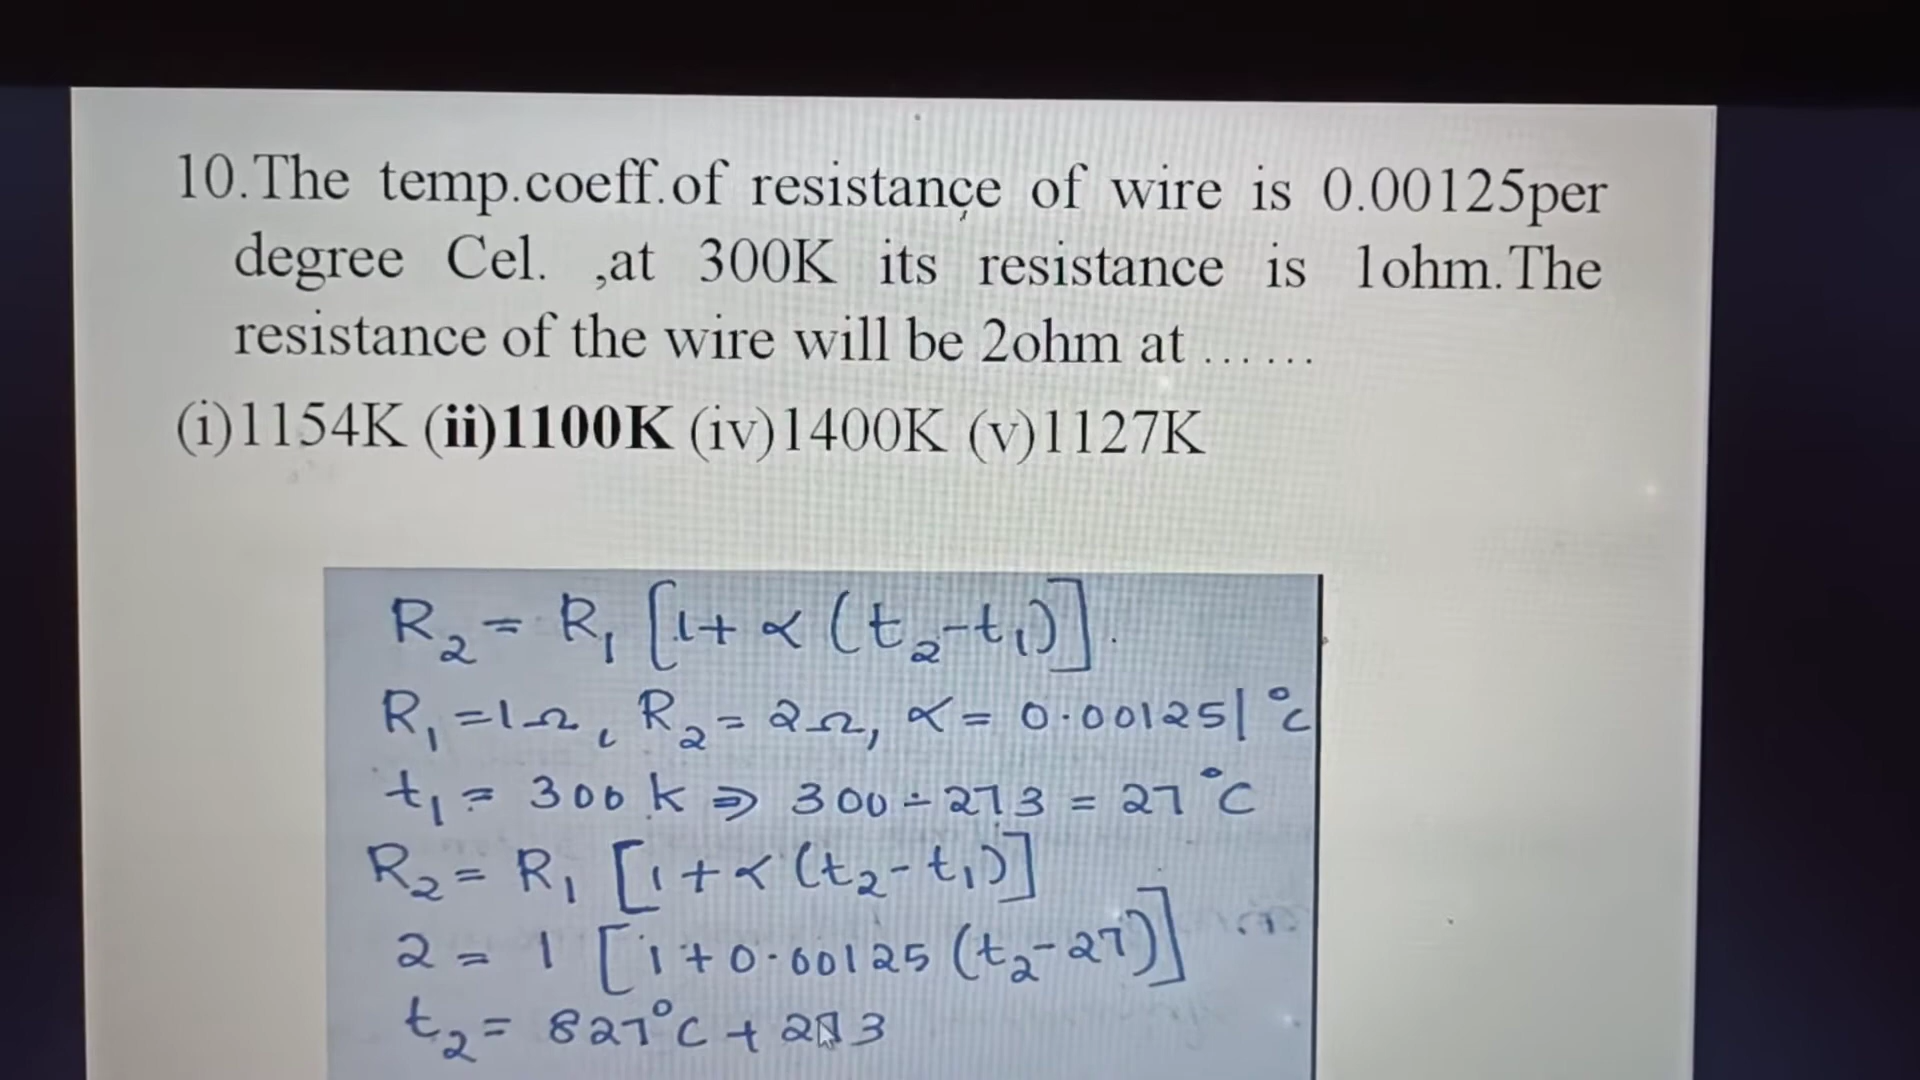 10.The temp.coeff.of resistance of wire is 0.00125per
degree Cel. ,at 300K its resistance is 1ohm.The
resistance of the wire will be 2ohm at ......
(i)1154K (ii)1100K (iv)1400K (v)1127K
R₂ = R₁ [1+ α (t₂-t₁)].
R₁ =1Ω, R₂ = 2Ω, α = 0.00125/°C
t₁ = 300 k ⇒ 300-273 = 27°C
R₂ = R₁ [1+α (t₂-t₁)]
2 = 1 [1+0.00125 (t₂-27)]
t₂ = 827°C + 273